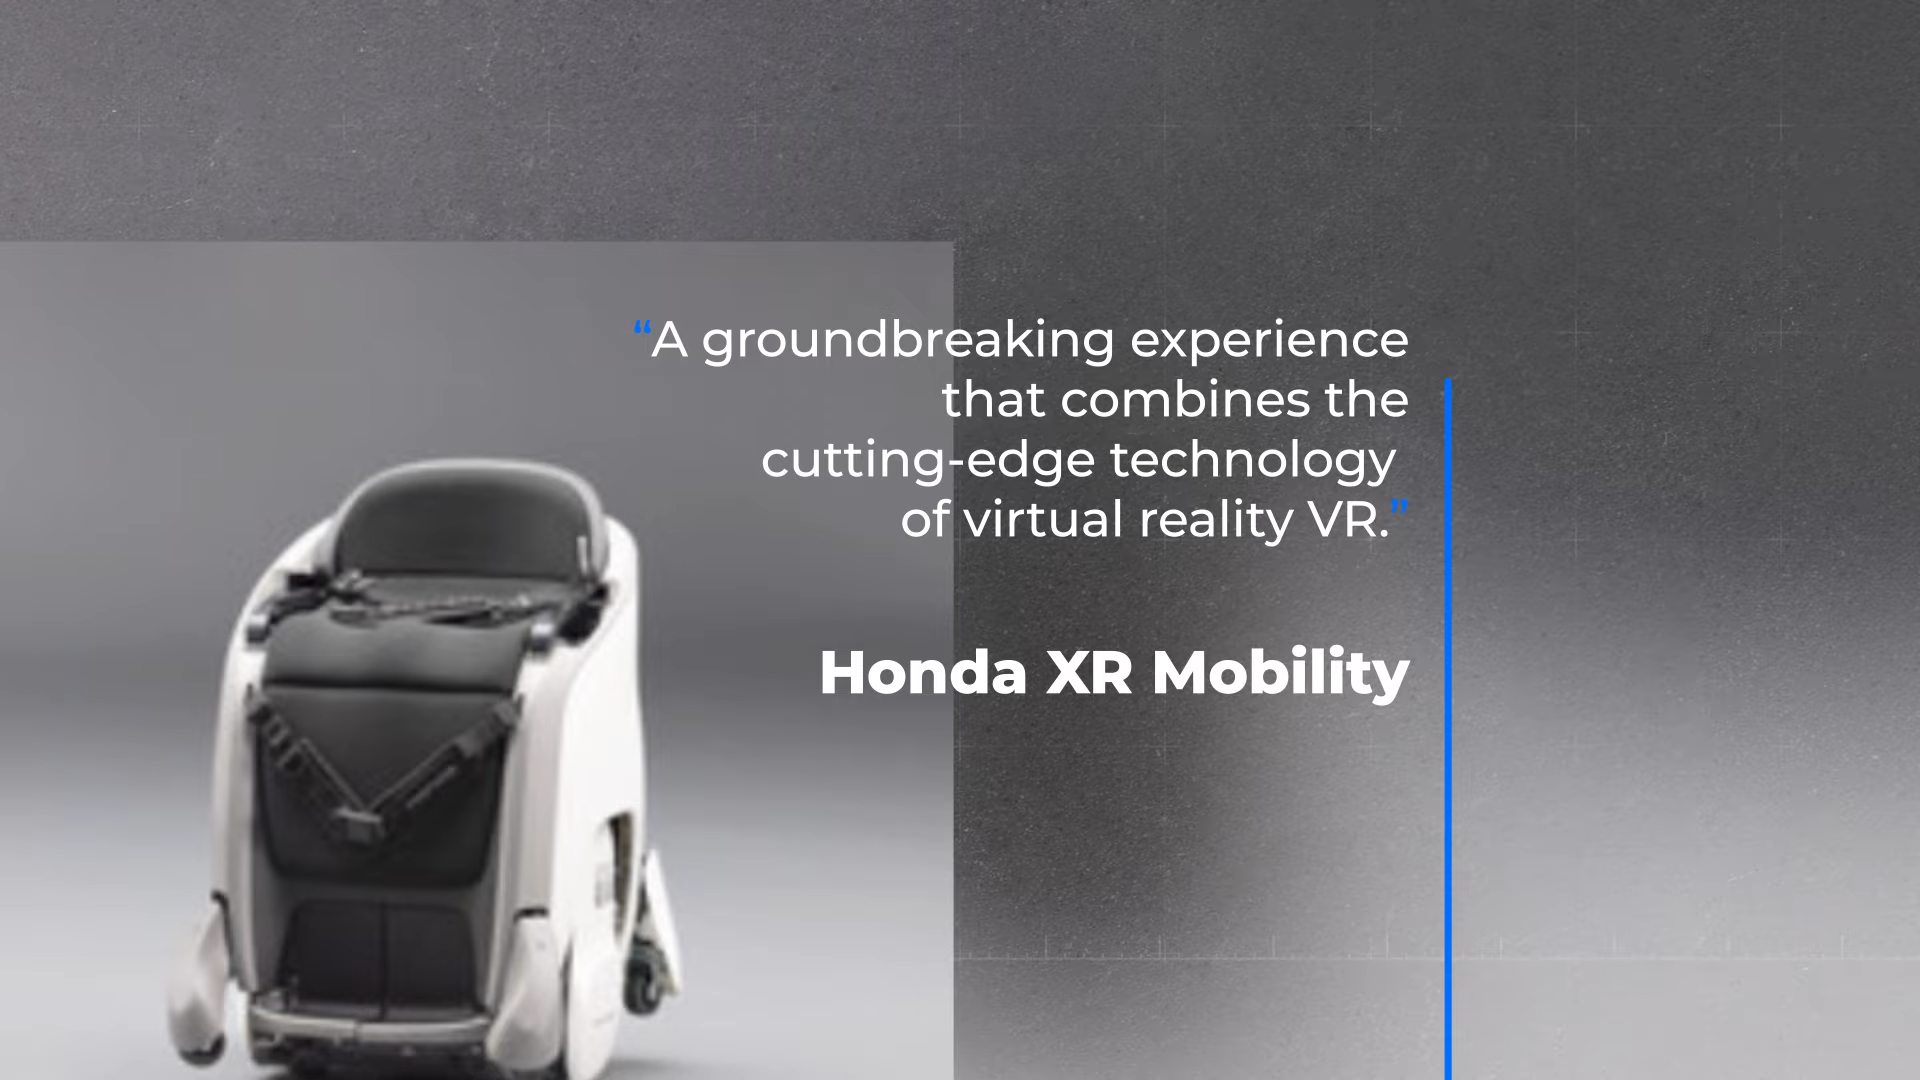 “A groundbreaking experience
that combines the
cutting-edge technology
of virtual reality VR.”
Honda XR Mobility